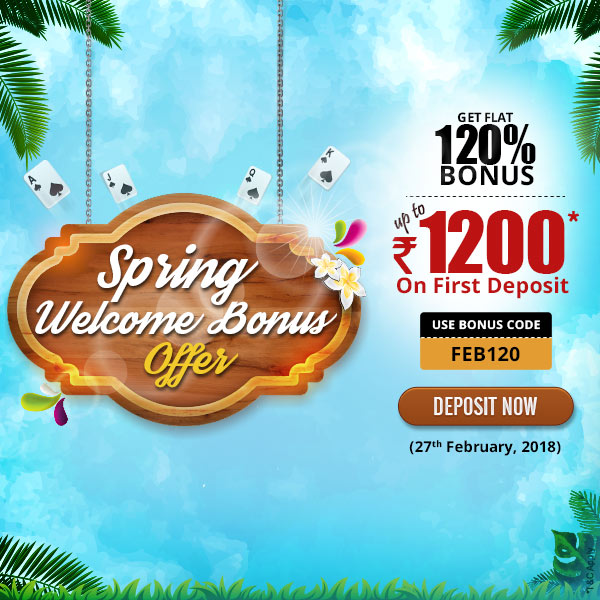 A
J
Q
K
Spring
Welcome Bonus
Offer
GET FLAT
120%
BONUS
up to
₹1200*
On First Deposit
USE BONUS CODE
FEB120
DEPOSIT NOW
(27th February, 2018)